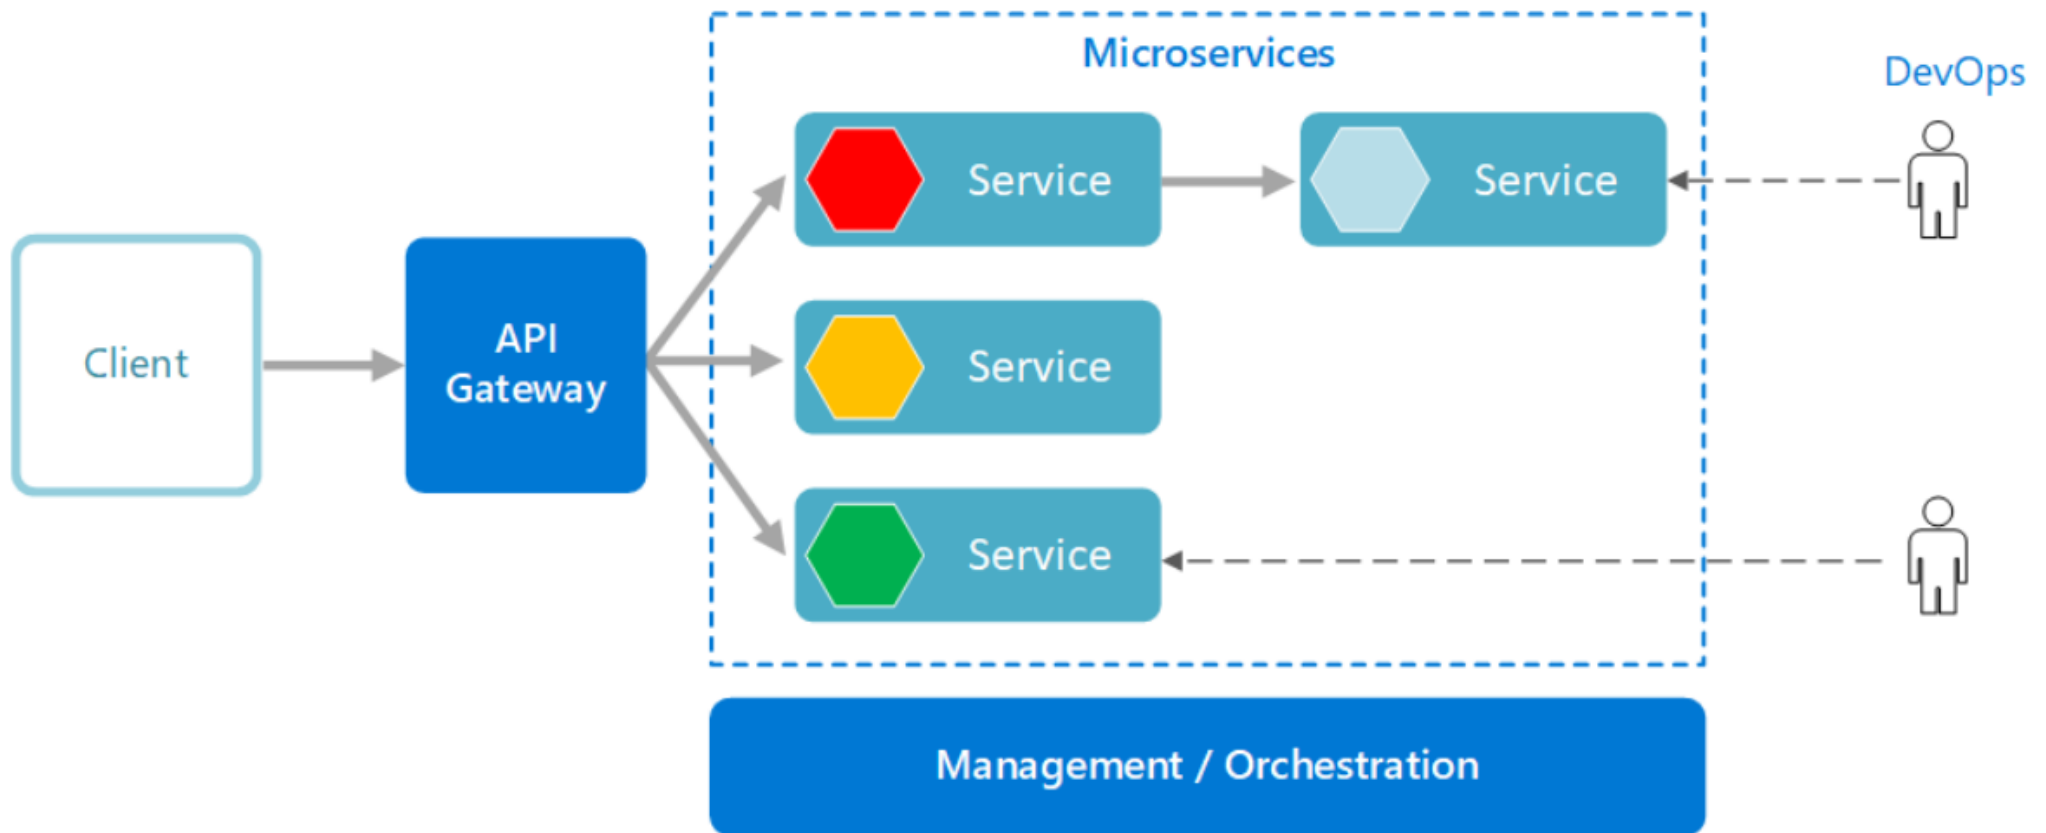 Microservices
DevOps
Service
Service
Client
API
Gateway
Service
Service
Management / Orchestration